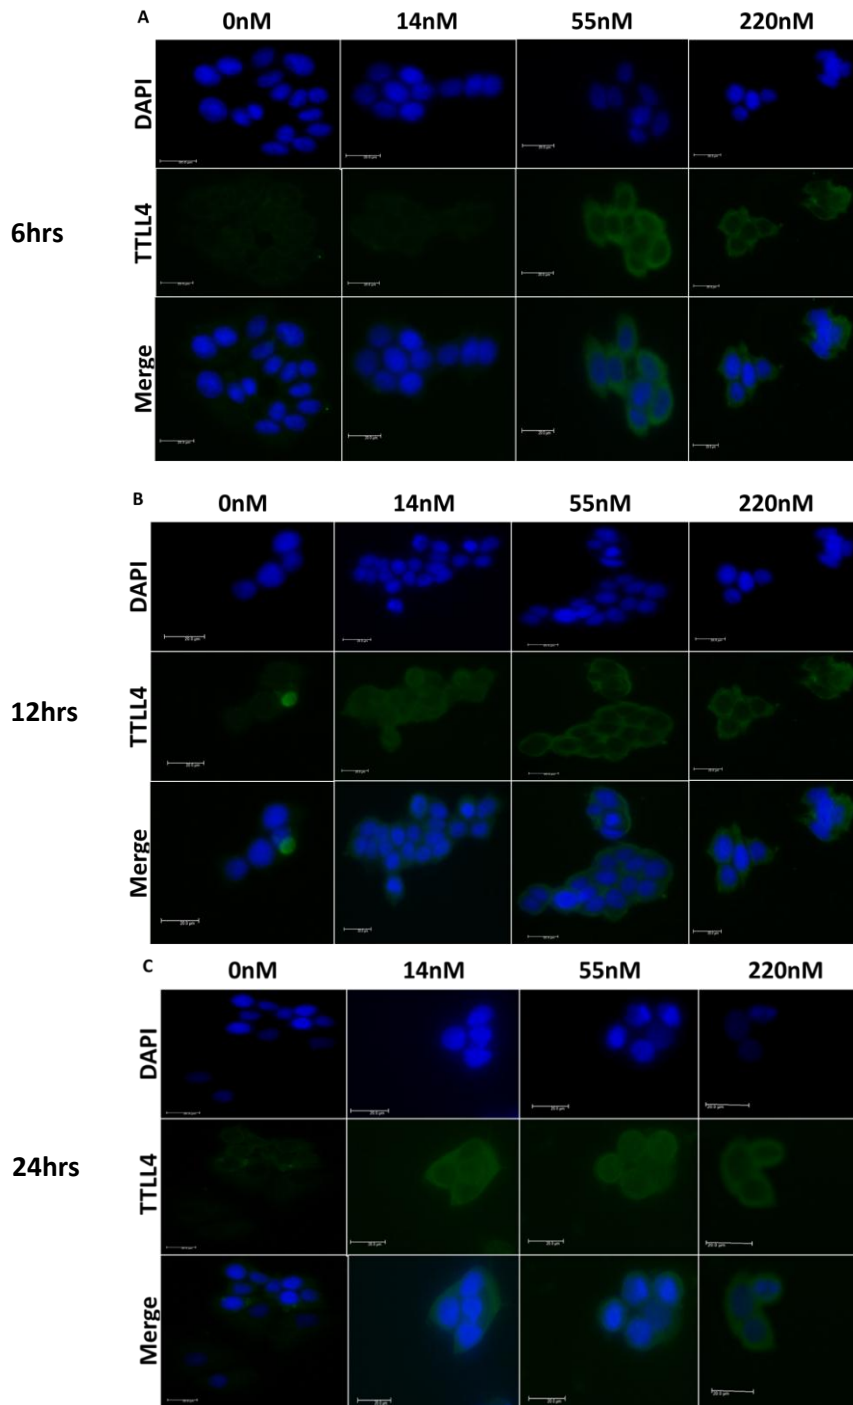 A
0nM 14nM 55nM 220nM
DAPI
6hrs
TTLL4
Merge
B
0nM 14nM 55nM 220nM
DAPI
12hrs
TTLL4
Merge
C
0nM 14nM 55nM 220nM
DAPI
24hrs
TTLL4
Merge